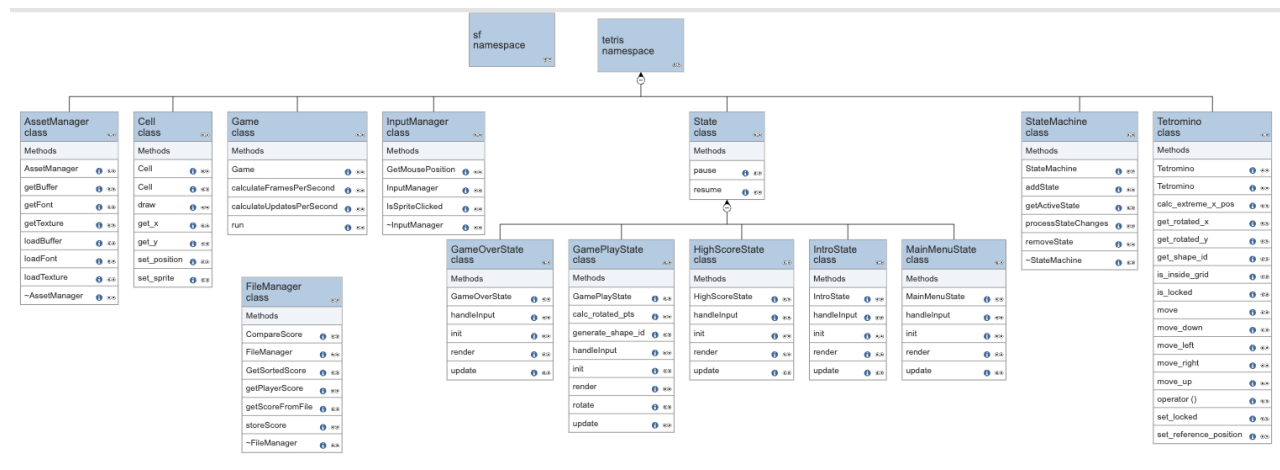 sf
namespace
tetris
namespace
AssetManager
class
Methods
AssetManager
getBuffer
getFont
getTexture
loadBuffer
loadFont
loadTexture
~AssetManager
Cell
class
Methods
Cell
Cell
draw
get_x
get_y
set_position
set_sprite
Game
class
Methods
Game
calculateFramesPerSecond
calculateUpdatesPerSecond
run
InputManager
class
Methods
GetMousePosition
InputManager
IsSpriteClicked
~InputManager
State
class
Methods
pause
resume
StateMachine
class
Methods
StateMachine
addState
getActiveState
processStateChanges
removeState
~StateMachine
Tetromino
class
Methods
Tetromino
Tetromino
calc_extreme_x_pos
get_rotated_x
get_rotated_y
get_shape_id
is_inside_grid
is_locked
move
move_down
move_left
move_right
move_up
operator ()
set_locked
set_reference_position
FileManager
class
Methods
CompareScore
FileManager
GetSortedScore
getPlayerScore
getScoreFromFile
storeScore
~FileManager
GameOverState
class
Methods
GameOverState
handleInput
init
render
update
GamePlayState
class
Methods
GamePlayState
calc_rotated_pts
generate_shape_id
handleInput
init
render
rotate
update
HighScoreState
class
Methods
HighScoreState
handleInput
init
render
update
IntroState
class
Methods
IntroState
handleInput
init
render
update
MainMenuState
class
Methods
MainMenuState
handleInput
init
render
update